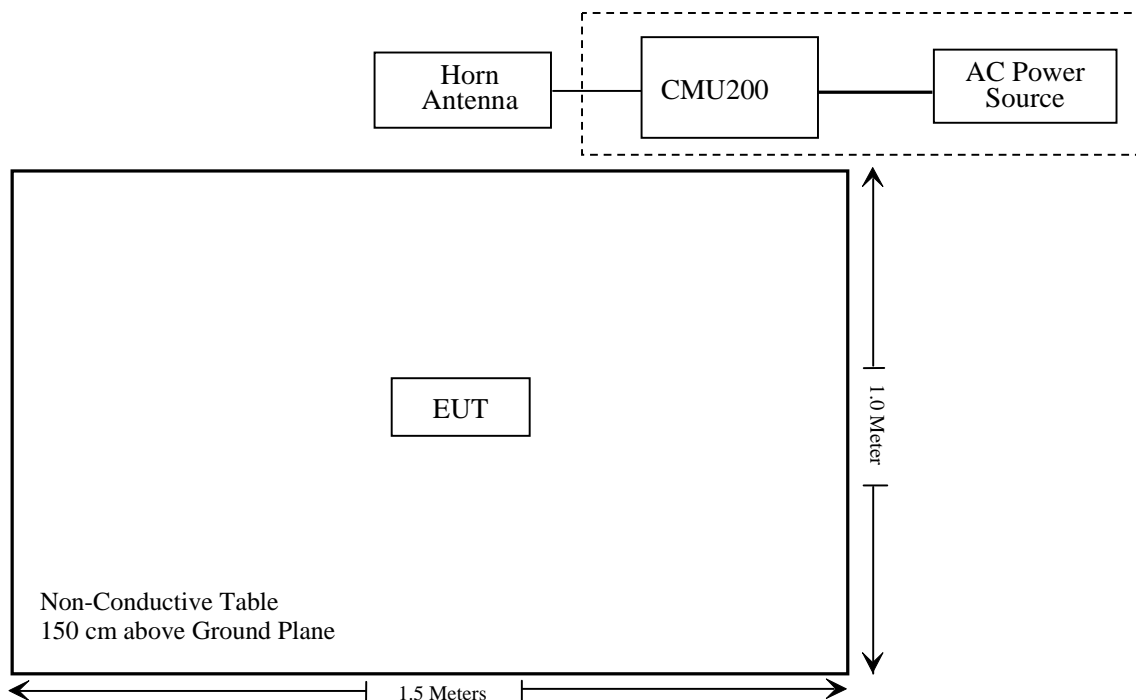 Horn
Antenna
CMU200
AC Power
Source
EUT
1.0 Meter
Non-Conductive Table
150 cm above Ground Plane
1.5 Meters